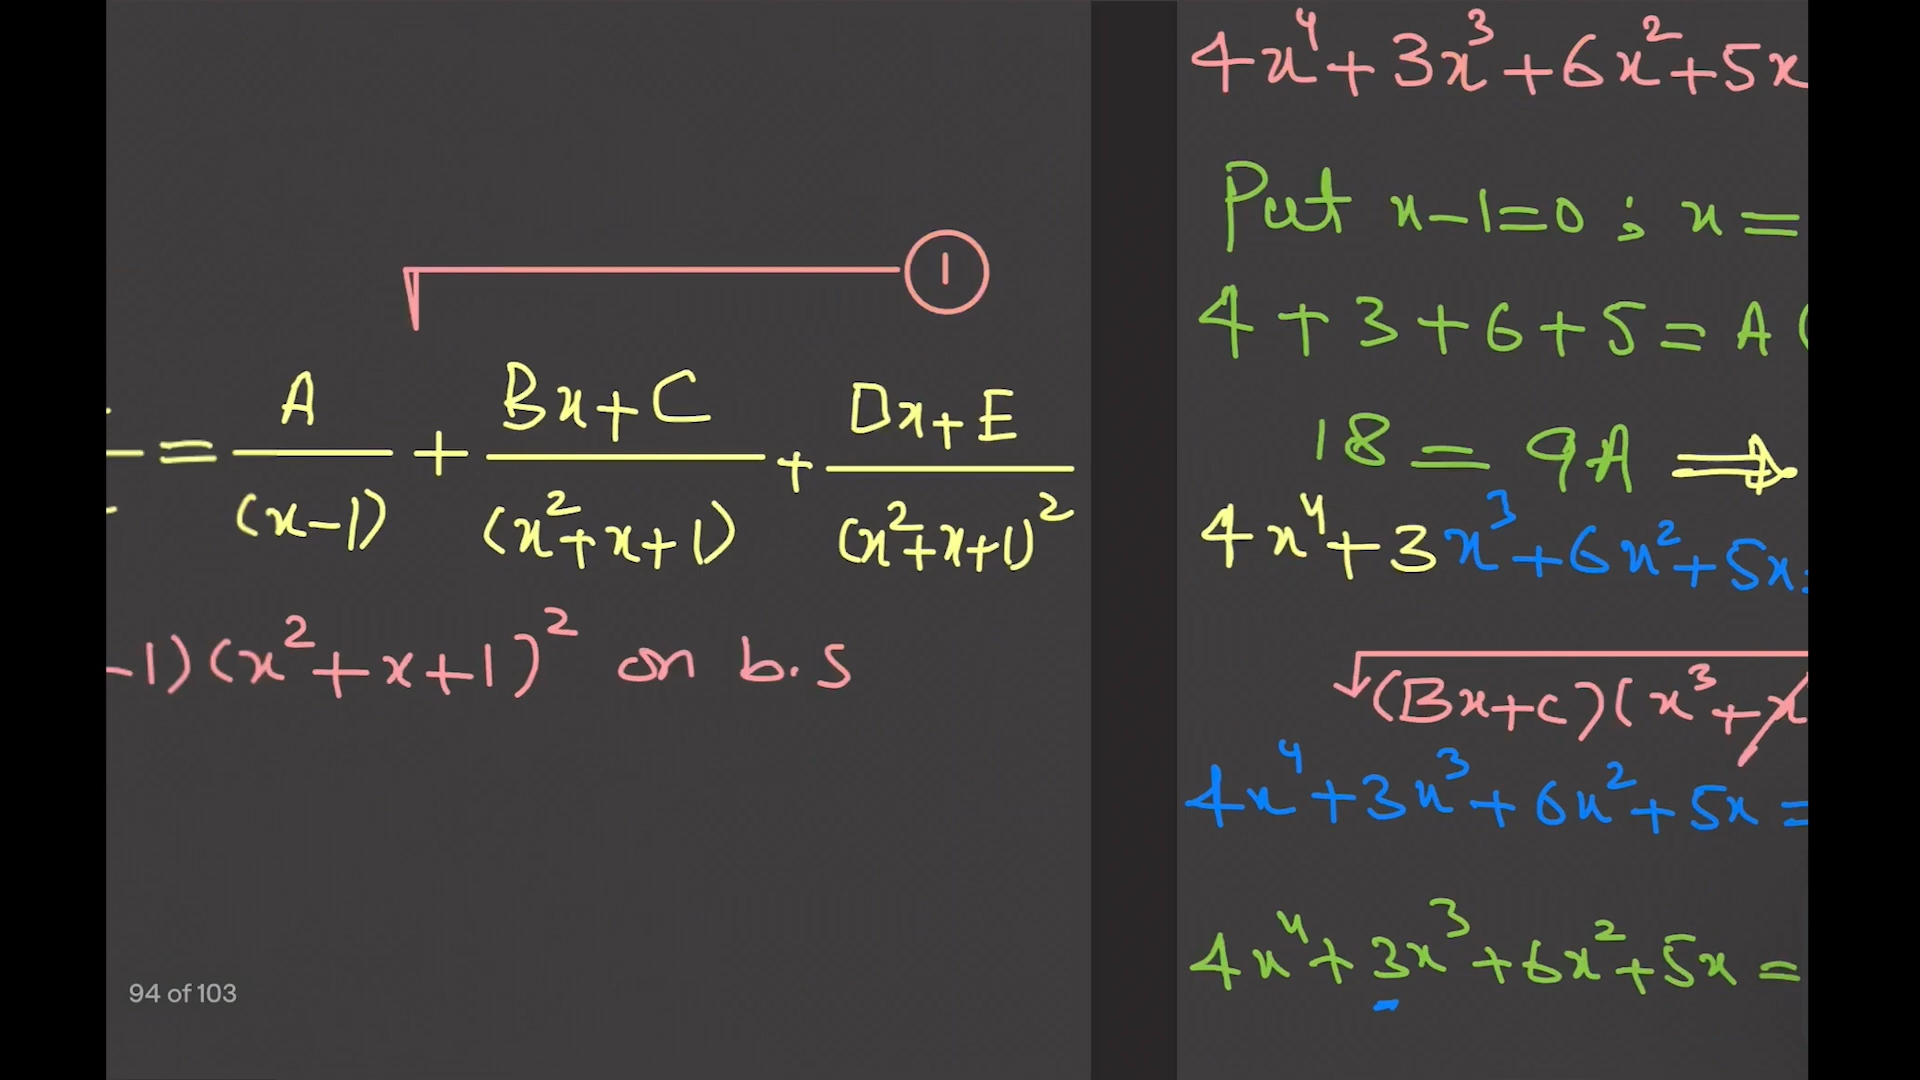 1
= A/(x-1) + (Bx+C)/(x²+x+1) + (Dx+E)/(x²+x+1)²
-1)(x²+x+1)² on b.s
94 of 103
4x⁴+3x³+6x²+5x
Put x-1=0 ; x=
4+3+6+5=A(
18=9A ⇒
4x⁴+3x³+6x²+5x=
(Bx+C)(x³+x
4x⁴+3x³+6x²+5x=
4x⁴+3x³+6x²+5x=